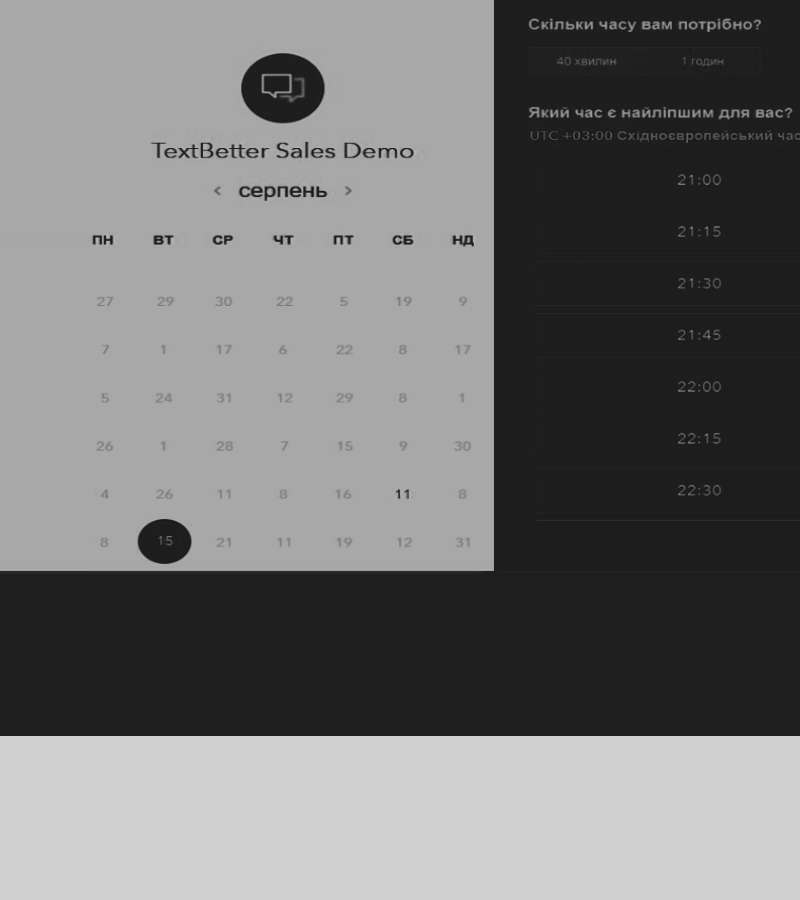 TextBetter Sales Demo
< серпень >
ПН ВТ СР ЧТ ПТ СБ НД
27 29 30 22 5 19 9
7 1 17 6 22 8 17
5 24 31 12 29 8 1
26 1 28 7 15 9 30
4 26 11 8 16 11 8
8 15 21 11 19 12 31
Скільки часу вам потрібно?
40 хвилин 1 годин
Який час є найліпшим для вас?
UTC +03:00 Східноєвропейський час
21:00
21:15
21:30
21:45
22:00
22:15
22:30